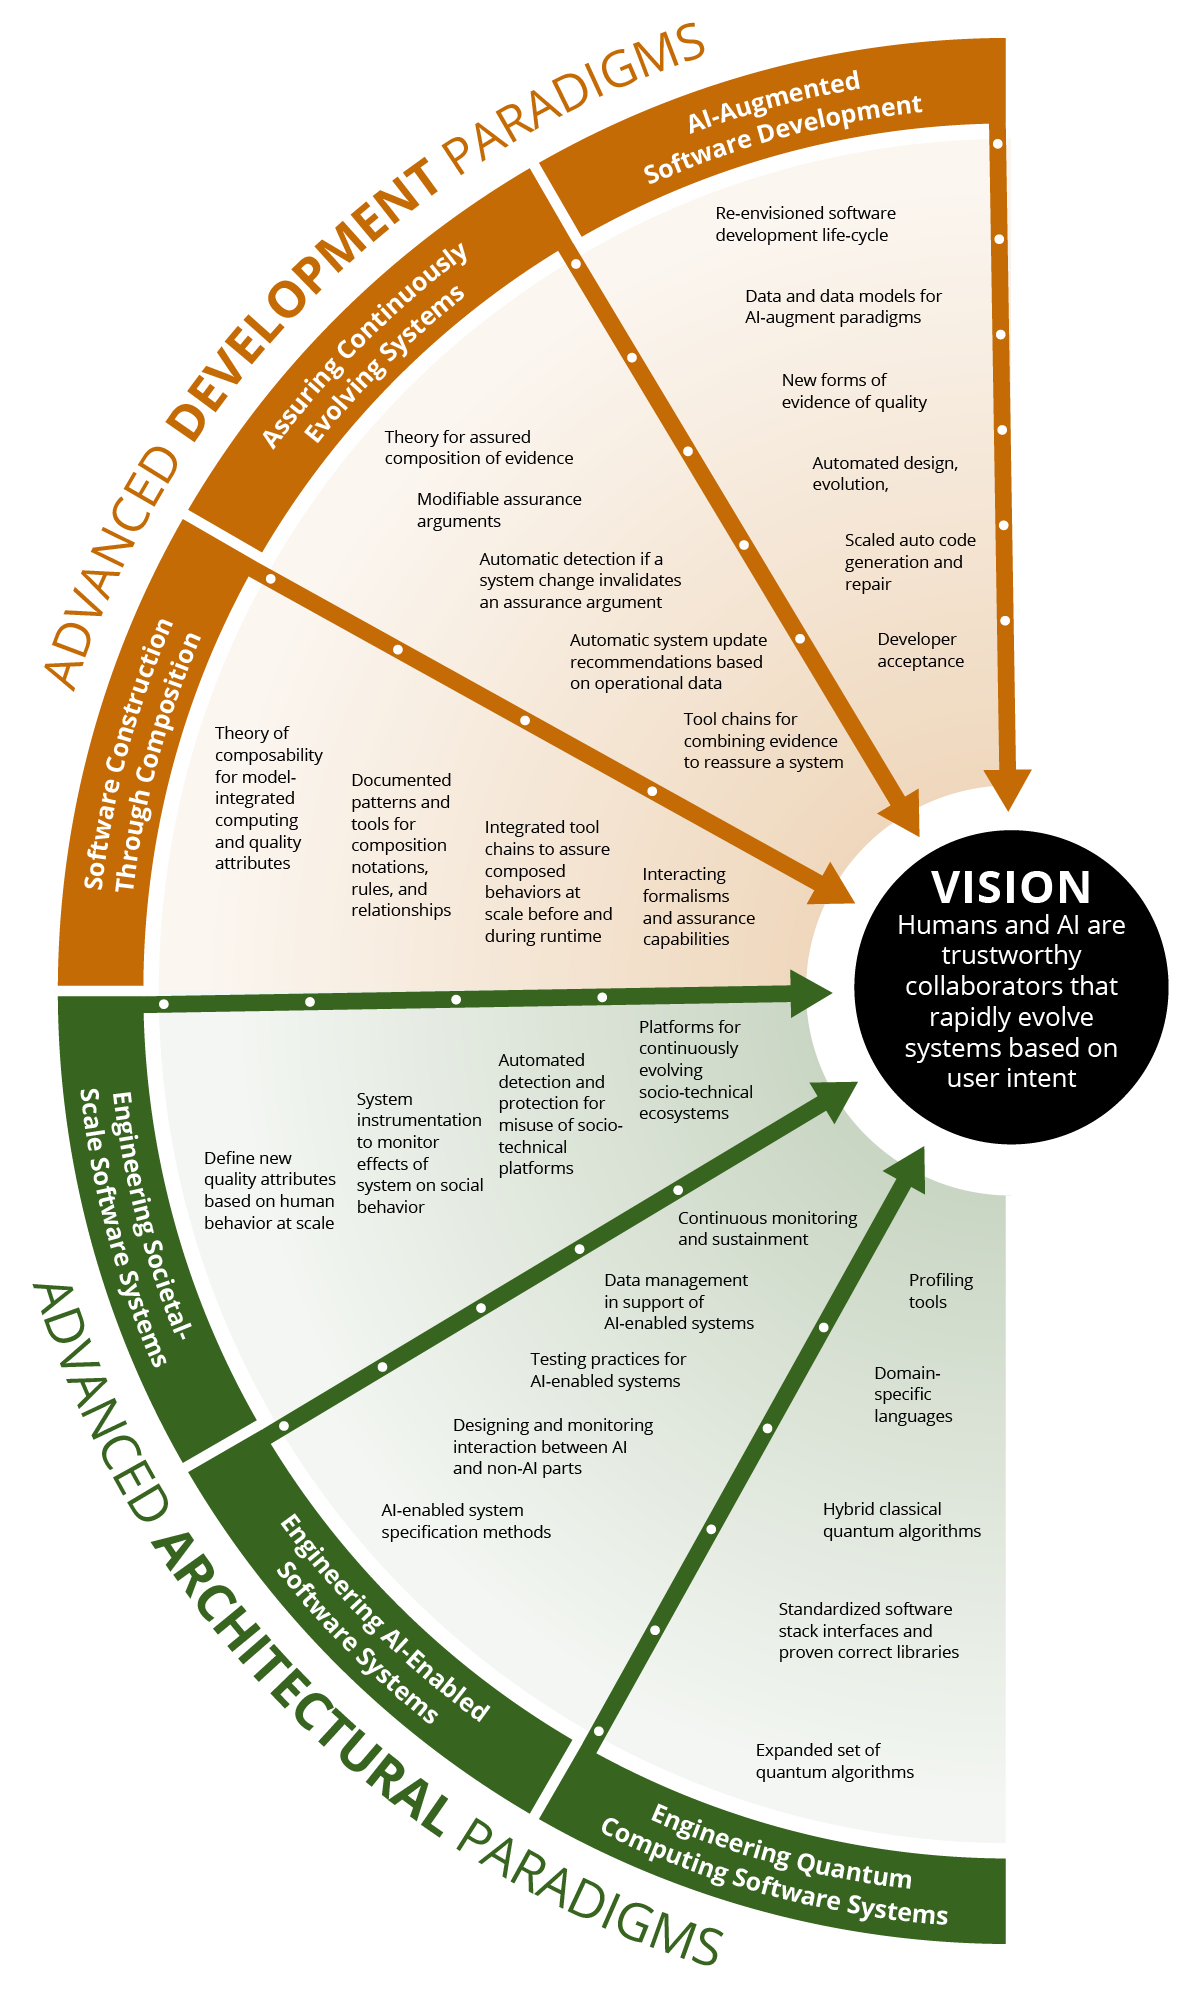 ADVANCED DEVELOPMENT PARADIGMS
AI-Augmented
Software Development
Re-envisioned software
development life-cycle
Data and data models for
AI-augment paradigms
New forms of
evidence of quality
Automated design,
evolution,
Scaled auto code
generation and
repair
Developer
acceptance
Assuring Continuously
Evolving Systems
Theory for assured
composition of evidence
Modifiable assurance
arguments
Automatic detection if a
system change invalidates
an assurance argument
Automatic system update
recommendations based
on operational data
Tool chains for
combining evidence
to reassure a system
Software Construction
Through Composition
Theory of
composability
for model-
integrated
computing
and quality
attributes
Documented
patterns and
tools for
composition
notations,
rules, and
relationships
Integrated tool
chains to assure
composed
behaviors at
scale before and
during runtime
Interacting
formalisms
and assurance
capabilities
VISION
Humans and AI are
trustworthy
collaborators that
rapidly evolve
systems based on
user intent
ADVANCED ARCHITECTURAL PARADIGMS
Engineering Societal-
Scale Software Systems
Define new
quality attributes
based on human
behavior at scale
System
instrumentation
to monitor
effects of
system on social
behavior
Automated
detection and
protection for
misuse of socio-
technical
platforms
Platforms for
continuously
evolving
socio-technical
ecosystems
Engineering AI-Enabled
Software Systems
Continuous monitoring
and sustainment
Data management
in support of
AI-enabled systems
Testing practices for
AI-enabled systems
Designing and monitoring
interaction between AI
and non-AI parts
AI-enabled system
specification methods
Engineering Quantum
Computing Software Systems
Profiling
tools
Domain-
specific
languages
Hybrid classical
quantum algorithms
Standardized software
stack interfaces and
proven correct libraries
Expanded set of
quantum algorithms